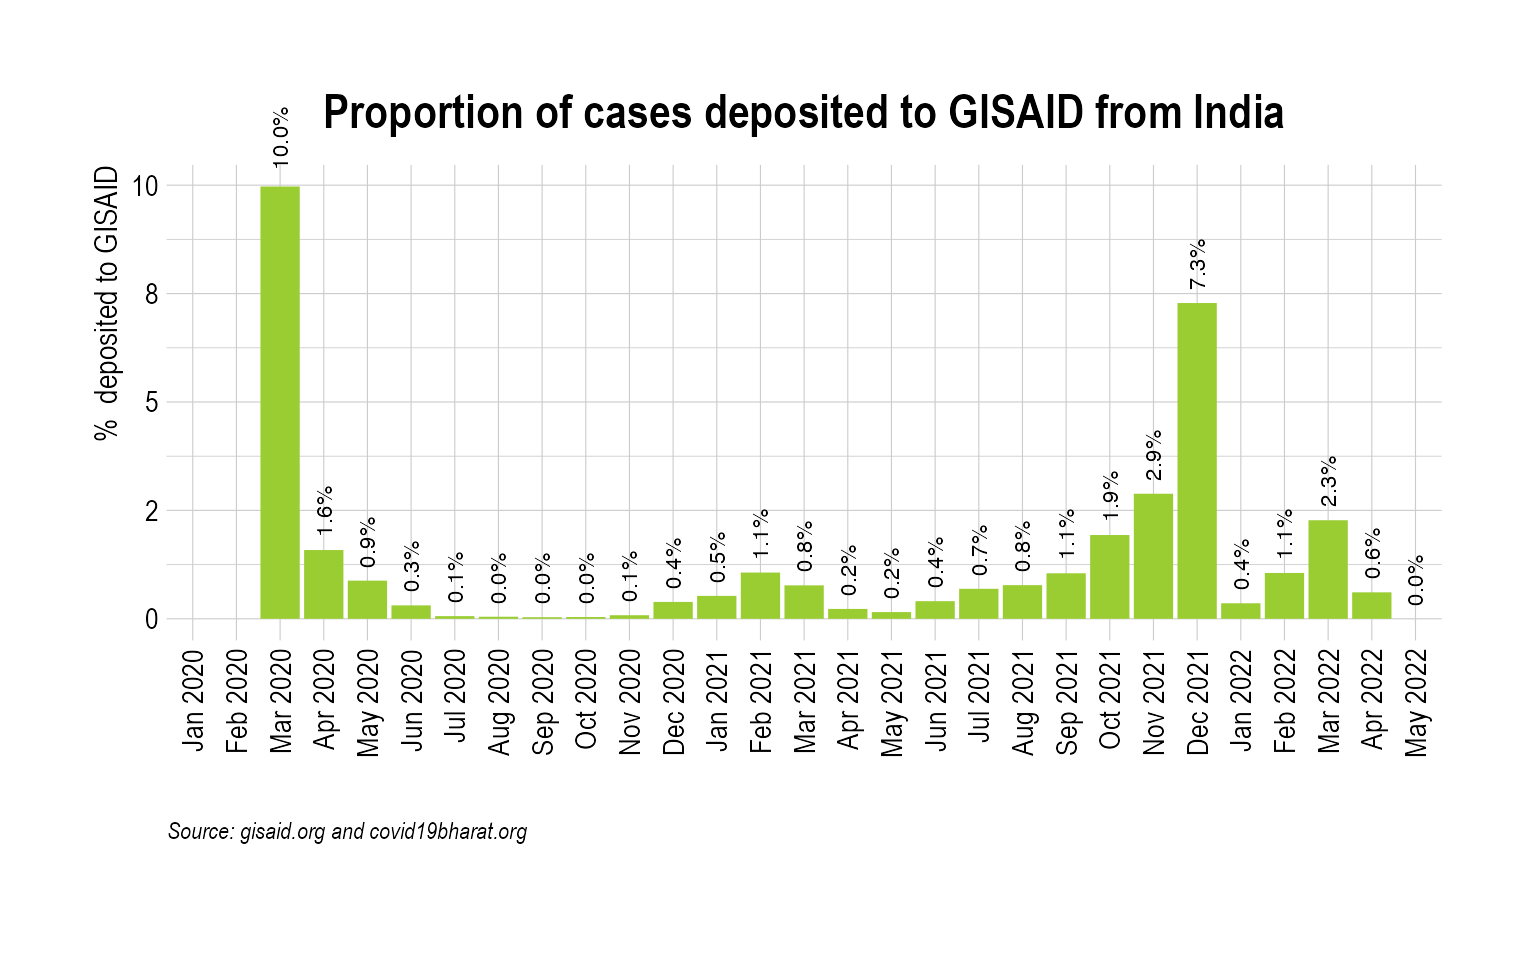 Proportion of cases deposited to GISAID from India
% deposited to GISAID
10
8
5
2
0
10.0%
1.6%
0.9%
0.3%
0.1%
0.0%
0.0%
0.0%
0.1%
0.4%
0.5%
1.1%
0.8%
0.2%
0.2%
0.4%
0.7%
0.8%
1.1%
1.9%
2.9%
7.3%
0.4%
1.1%
2.3%
0.6%
0.0%
Jan 2020
Feb 2020
Mar 2020
Apr 2020
May 2020
Jun 2020
Jul 2020
Aug 2020
Sep 2020
Oct 2020
Nov 2020
Dec 2020
Jan 2021
Feb 2021
Mar 2021
Apr 2021
May 2021
Jun 2021
Jul 2021
Aug 2021
Sep 2021
Oct 2021
Nov 2021
Dec 2021
Jan 2022
Feb 2022
Mar 2022
Apr 2022
May 2022
Source: gisaid.org and covid19bharat.org